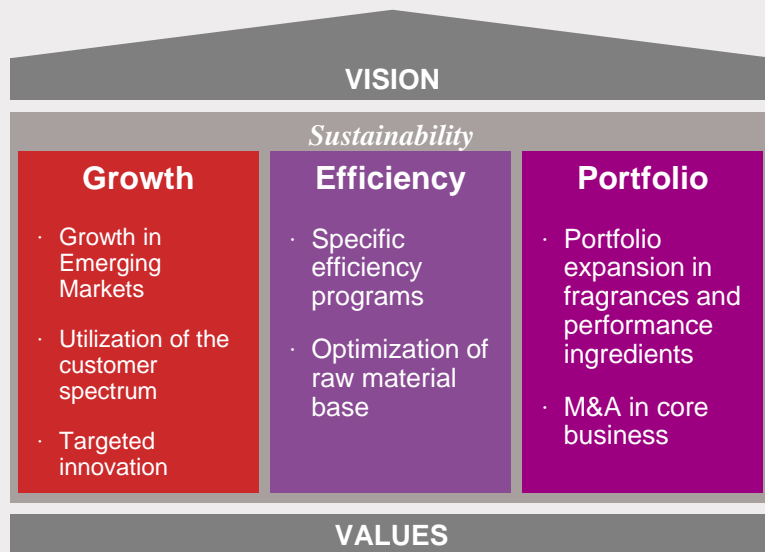 VISION
Sustainability
Growth
· Growth in
Emerging
Markets
· Utilization of the
customer
spectrum
· Targeted
innovation
Efficiency
· Specific
efficiency
programs
· Optimization of
raw material
base
Portfolio
· Portfolio
expansion in
fragrances and
performance
ingredients
· M&A in core
business
VALUES